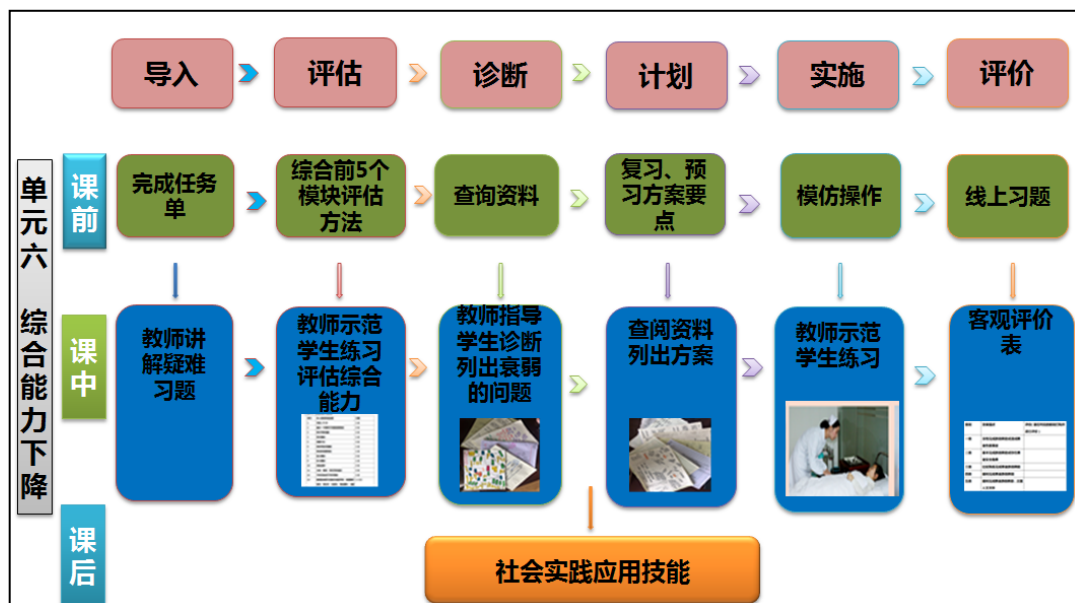 导入
评估
诊断
计划
实施
评价
单元六 综合能力下降
课前
完成任务
单
综合前5个
模块评估
方法
查询资料
复习、预
习方案要
点
模仿操作
线上习题
课中
教师讲
解疑难
习题
教师示范
学生练习
评估综合
能力
教师指导
学生诊断
列出衰弱
的问题
查阅资料
列出方案
教师示范
学生练习
客观评价
表
课后
社会实践应用技能